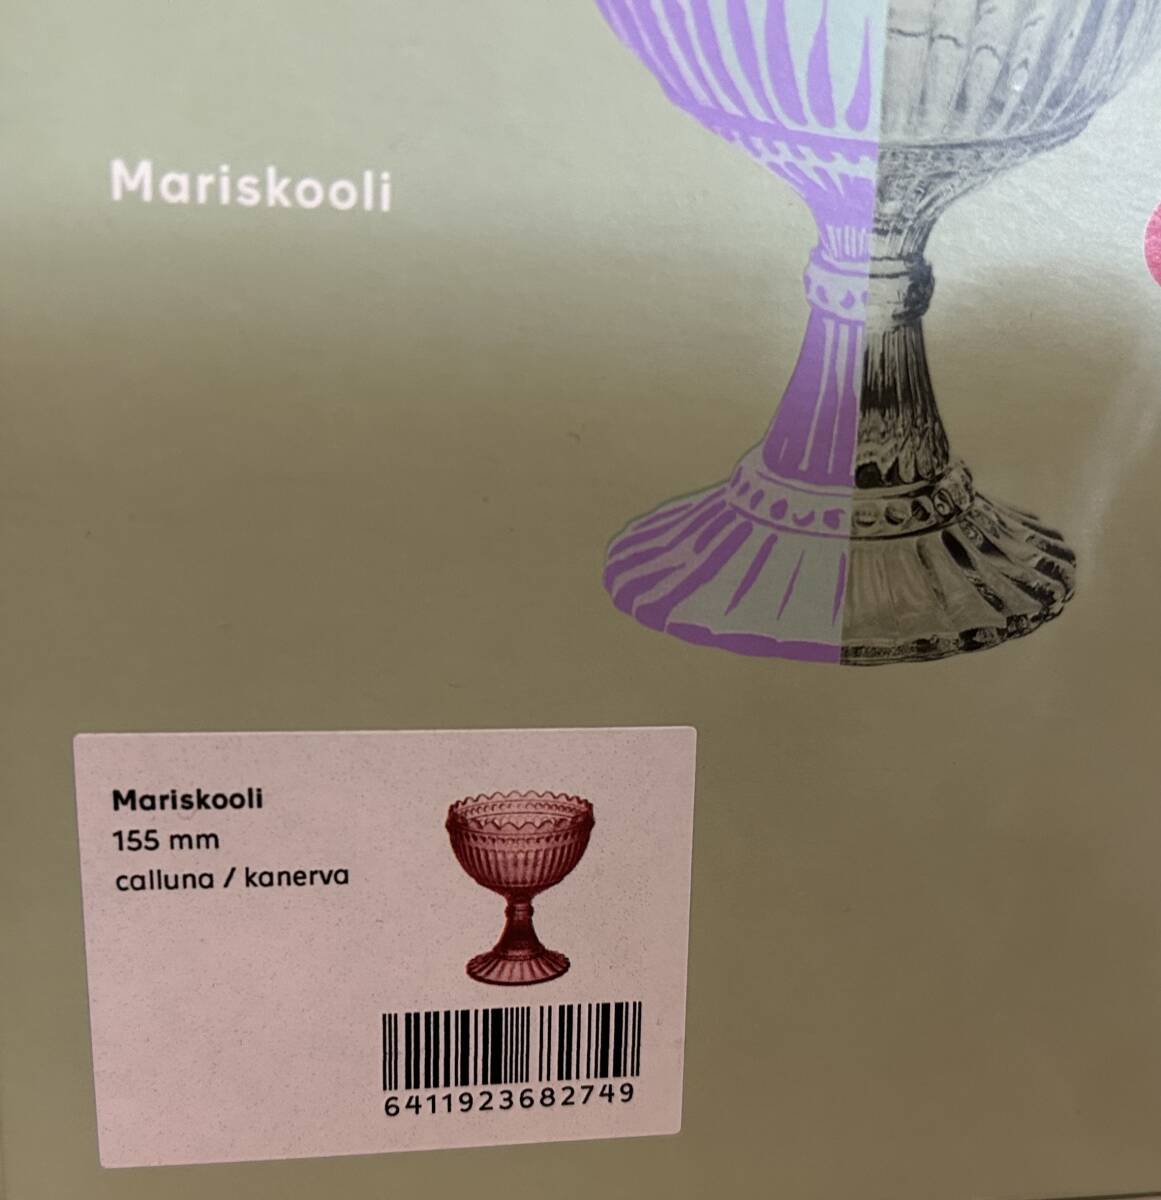 Mariskooli
Mariskooli
155 mm
calluna / kanerva
6411923682749